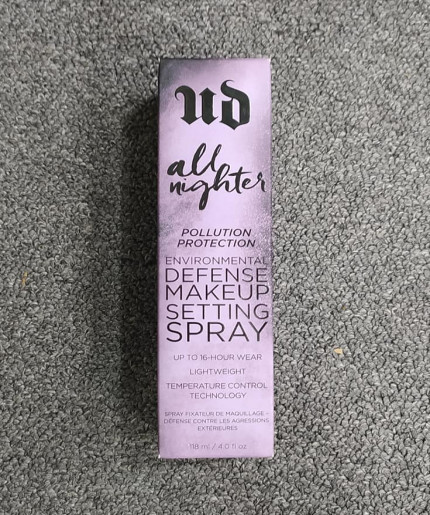 ud
all
nighter
POLLUTION
PROTECTION
ENVIRONMENTAL
DEFENSE
MAKEUP
SETTING
SPRAY
UP TO 16-HOUR WEAR
LIGHTWEIGHT
TEMPERATURE CONTROL
TECHNOLOGY
SPRAY FIXATEUR DE MAQUILLAGE -
DÉFENSE CONTRE LES AGRESSIONS
EXTÉRIEURES
118 ml / 4.0 fl oz